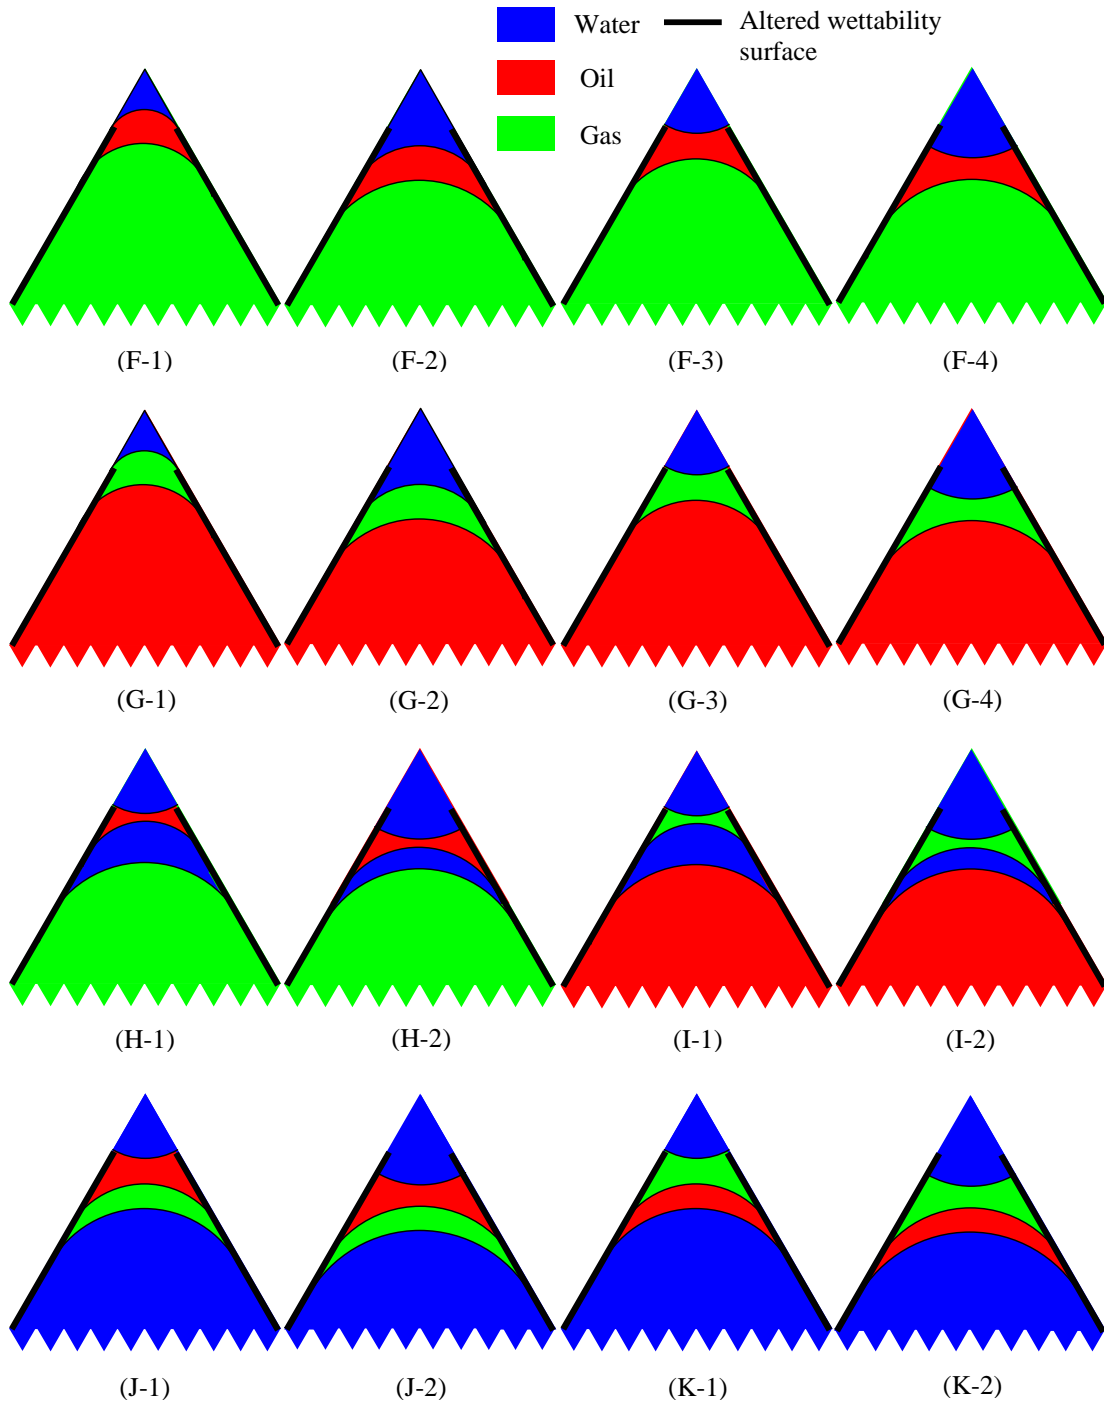 Water
Altered wettability
surface
Oil
Gas
(F-1) (F-2) (F-3) (F-4)
(G-1) (G-2) (G-3) (G-4)
(H-1) (H-2) (I-1) (I-2)
(J-1) (J-2) (K-1) (K-2)